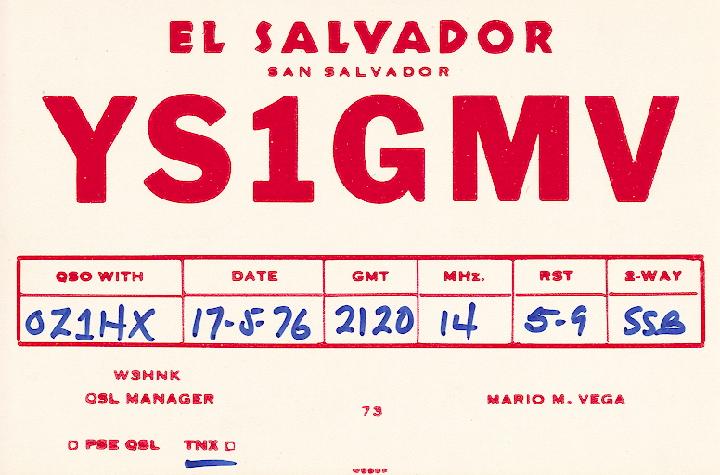 EL SALVADOR
SAN SALVADOR
YS1GMV
QSO WITH DATE GMT MHz. RST 2-WAY
OZ1HX 17-5-76 2120 14 5-9 SSB
W3HNK
QSL MANAGER
73
MARIO M. VEGA
□ PSE QSL TNX □